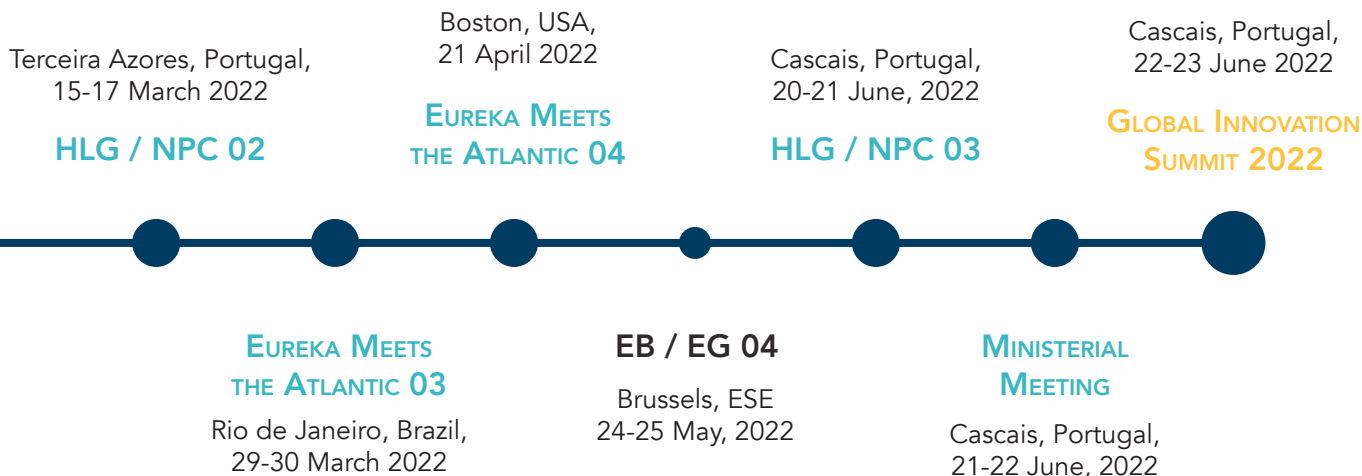 Terceira Azores, Portugal,
15-17 March 2022
HLG / NPC 02
Boston, USA,
21 April 2022
Eureka Meets
the Atlantic 04
Cascais, Portugal,
20-21 June, 2022
HLG / NPC 03
Cascais, Portugal,
22-23 June 2022
Global Innovation
Summit 2022
Eureka Meets
the Atlantic 03
Rio de Janeiro, Brazil,
29-30 March 2022
EB / EG 04
Brussels, ESE
24-25 May, 2022
Ministerial
Meeting
Cascais, Portugal,
21-22 June, 2022